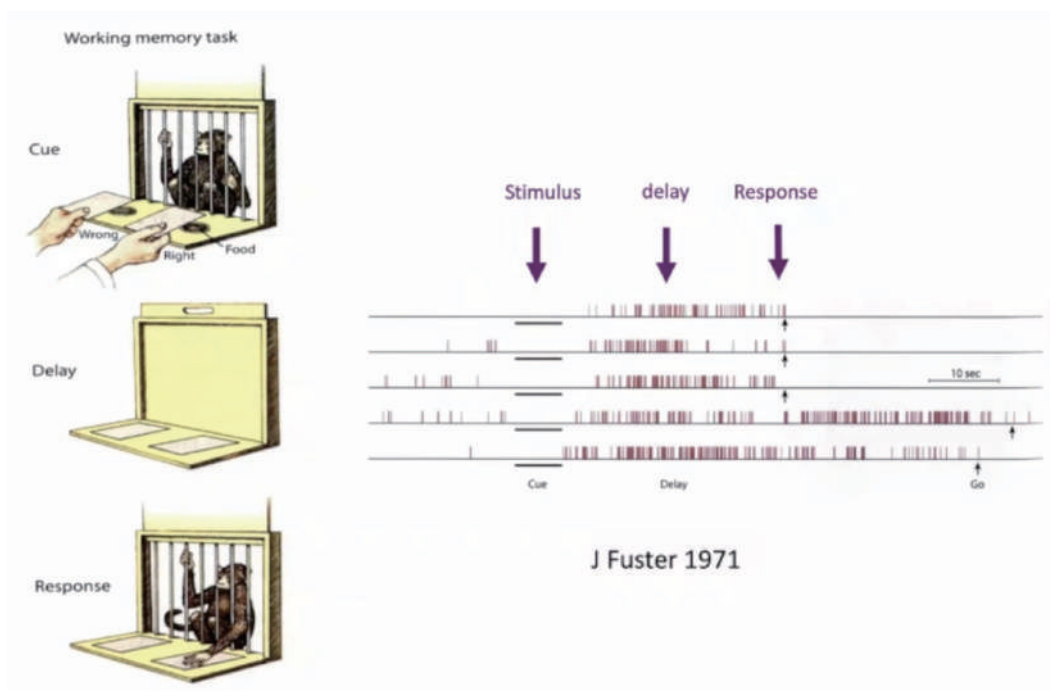 Working memory task
Cue
Wrong
Right
Food
Delay
Response
Stimulus delay Response
10 sec
Cue Delay Go
J Fuster 1971